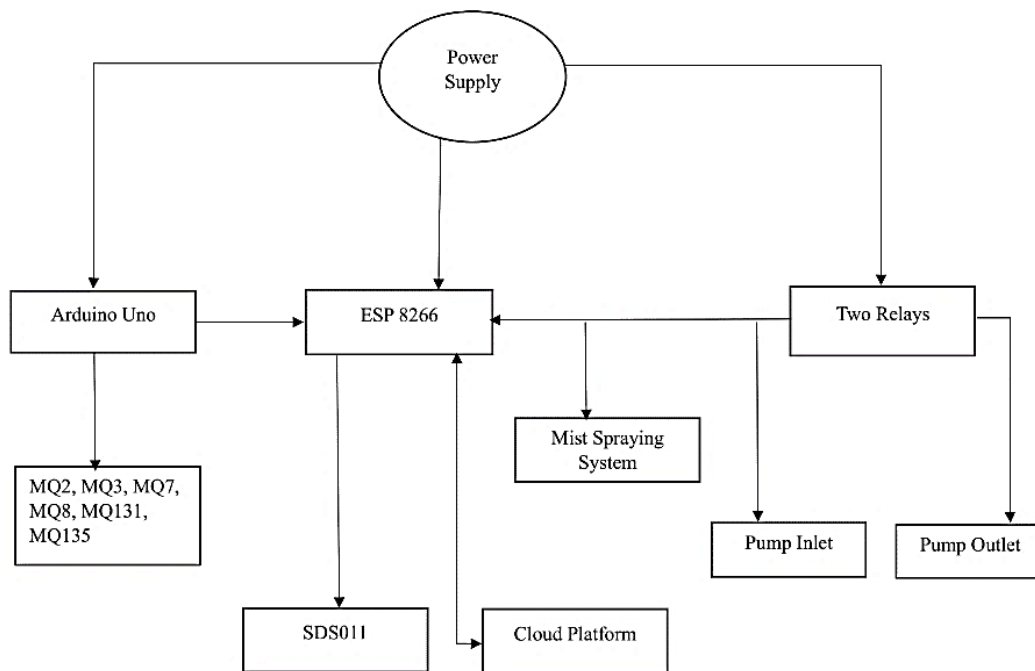 Power
Supply
Arduino Uno
ESP 8266
Two Relays
Mist Spraying
System
MQ2, MQ3, MQ7,
MQ8, MQ131,
MQ135
Pump Inlet
Pump Outlet
SDS011
Cloud Platform